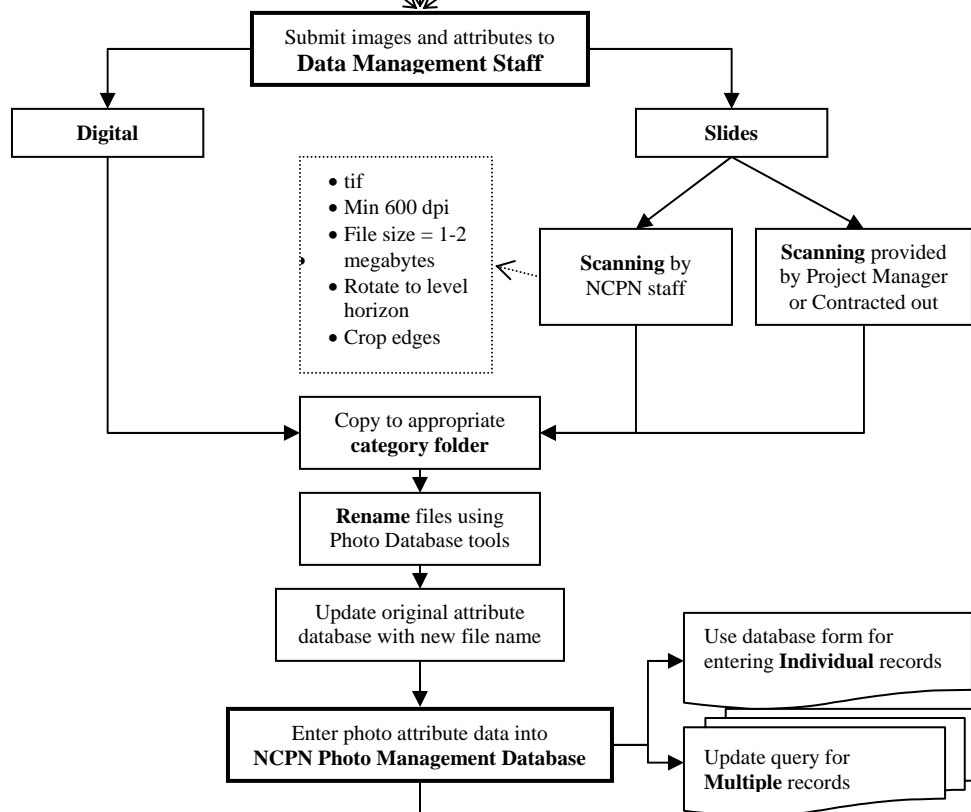 Submit images and attributes to
Data Management Staff
Digital
Slides
• tif
• Min 600 dpi
• File size = 1-2
megabytes
• Rotate to level
horizon
• Crop edges
Scanning by
NCPN staff
Scanning provided
by Project Manager
or Contracted out
Copy to appropriate
category folder
Rename files using
Photo Database tools
Update original attribute
database with new file name
Use database form for
entering Individual records
Enter photo attribute data into
NCPN Photo Management Database
Update query for
Multiple records